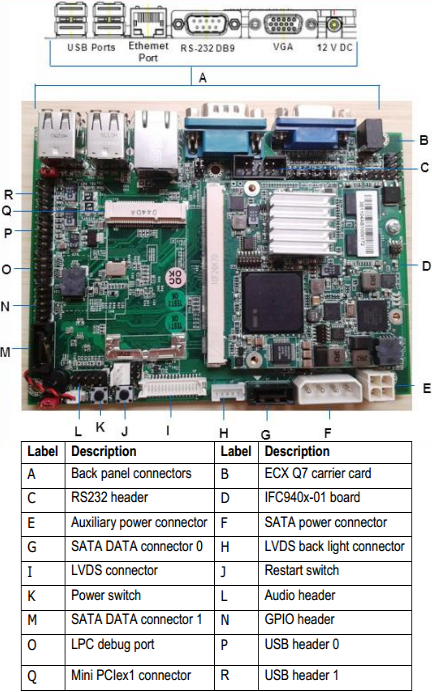 USB Ports Ethernet Port RS-232 DB9 VGA 12 V DC
A
B
C
R
Q
P
D
O
N
M
E
L K J I H G F
Label Description Label Description
A Back panel connectors B ECX Q7 carrier card
C RS232 header D IFC940x-01 board
E Auxiliary power connector F SATA power connector
G SATA DATA connector 0 H LVDS back light connector
I LVDS connector J Restart switch
K Power switch L Audio header
M SATA DATA connector 1 N GPIO header
O LPC debug port P USB header 0
Q Mini PCIex1 connector R USB header 1